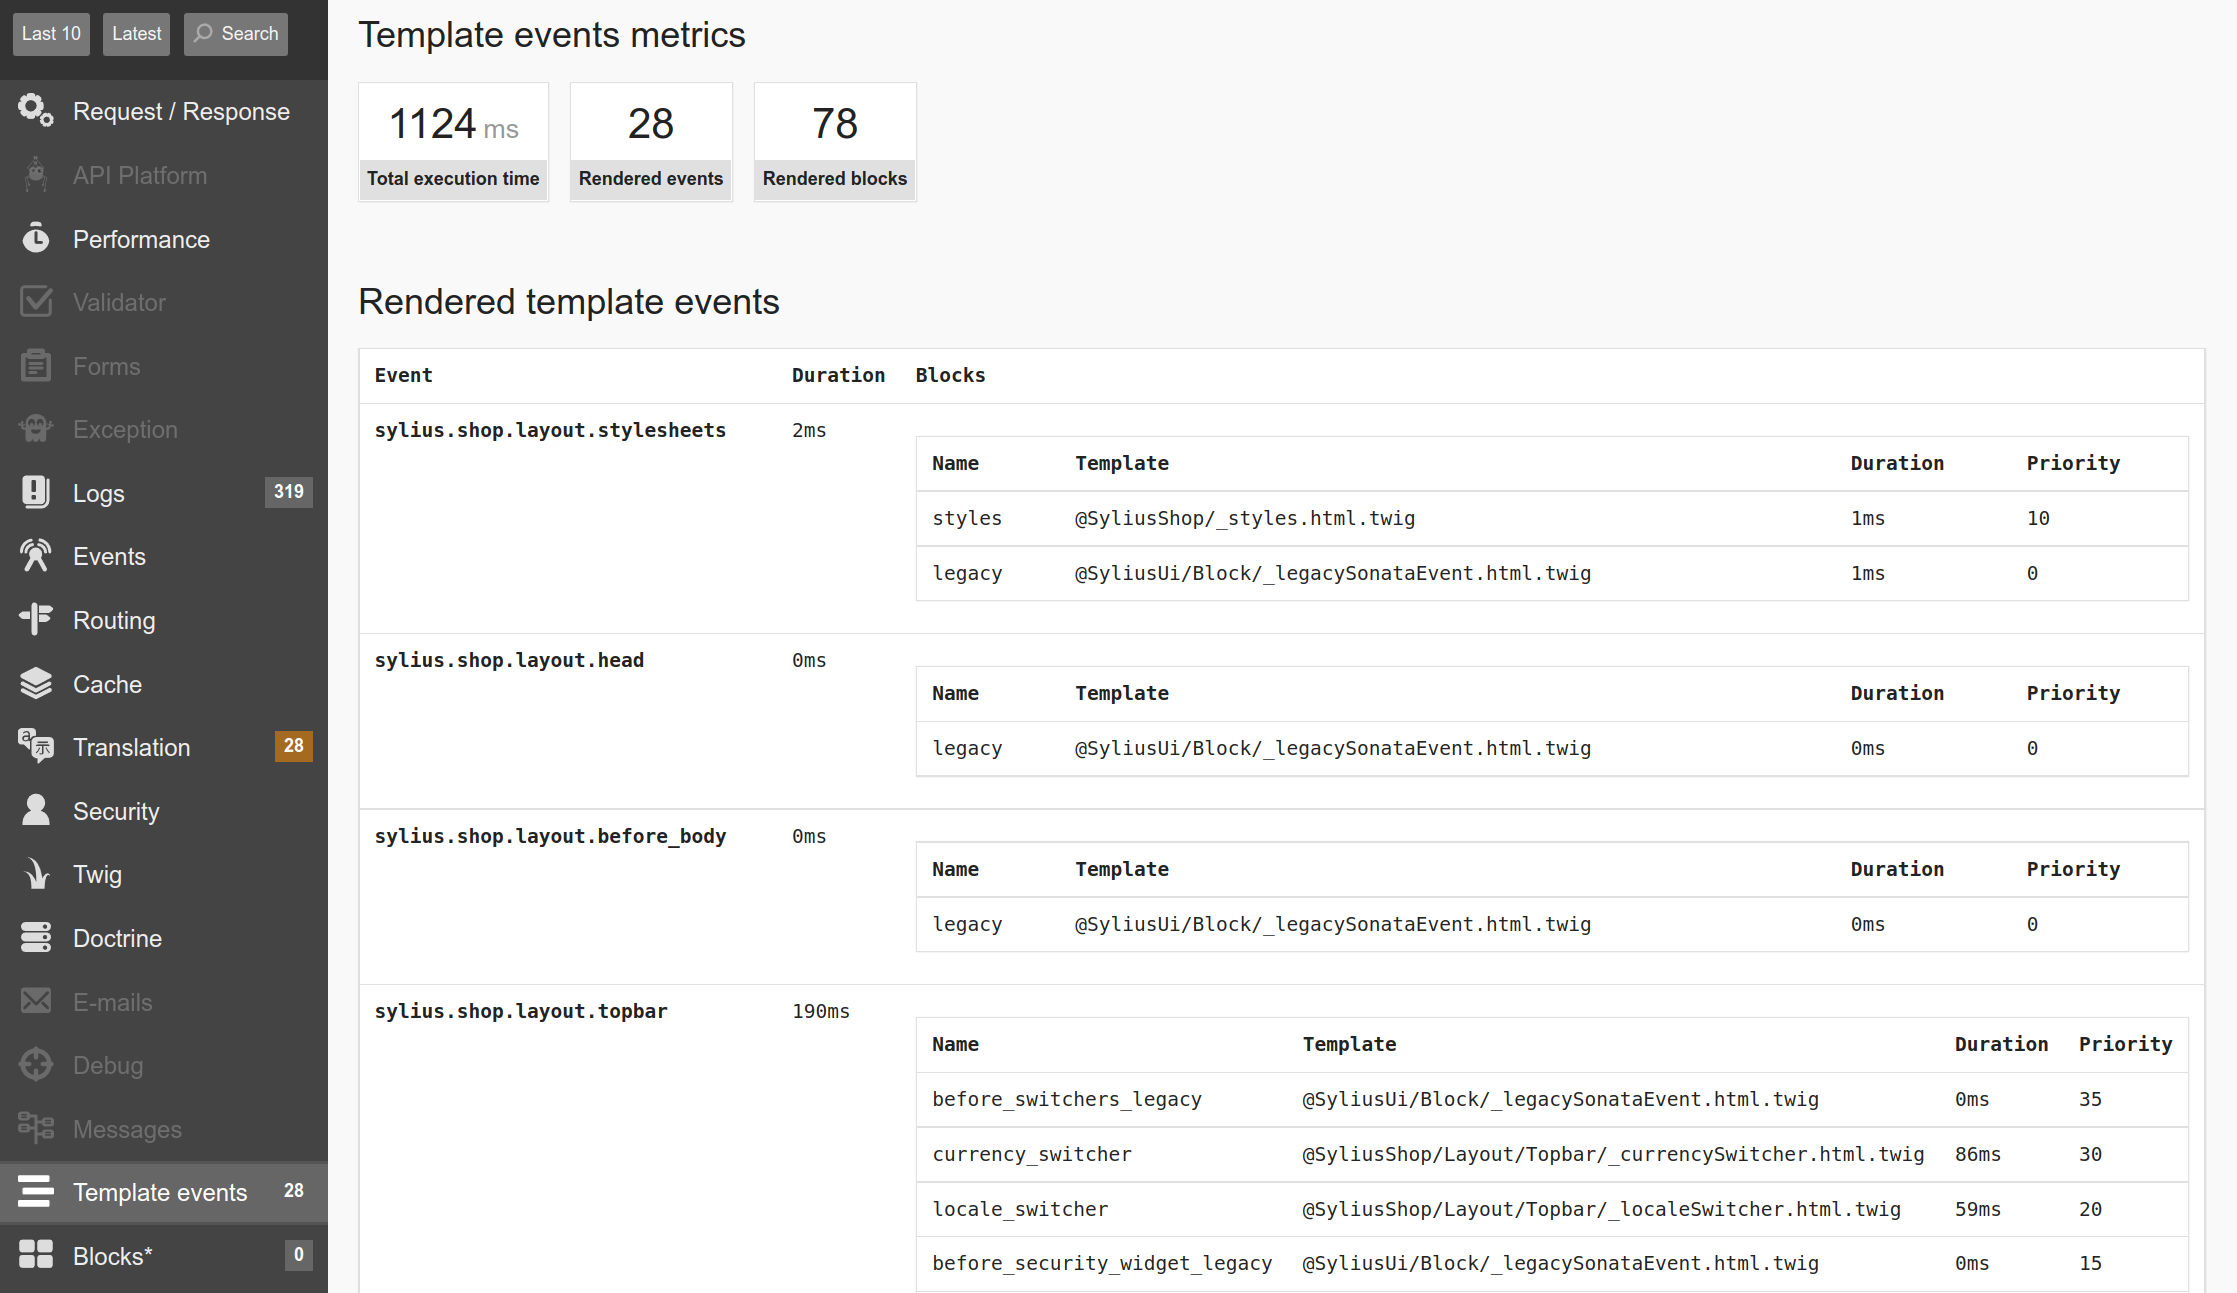 Last 10
Latest
Search
Request / Response
API Platform
Performance
Validator
Forms
Exception
Logs 319
Events
Routing
Cache
Translation 28
Security
Twig
Doctrine
E-mails
Debug
Messages
Template events 28
Blocks* 0
Template events metrics
1124 ms
Total execution time
28
Rendered events
78
Rendered blocks
Rendered template events
Event Duration Blocks
sylius.shop.layout.stylesheets 2ms
Name Template Duration Priority
styles @SyliusShop/_styles.html.twig 1ms 10
legacy @SyliusUi/Block/_legacySonataEvent.html.twig 1ms 0
sylius.shop.layout.head 0ms
Name Template Duration Priority
legacy @SyliusUi/Block/_legacySonataEvent.html.twig 0ms 0
sylius.shop.layout.before_body 0ms
Name Template Duration Priority
legacy @SyliusUi/Block/_legacySonataEvent.html.twig 0ms 0
sylius.shop.layout.topbar 190ms
Name Template Duration Priority
before_switchers_legacy @SyliusUi/Block/_legacySonataEvent.html.twig 0ms 35
currency_switcher @SyliusShop/Layout/Topbar/_currencySwitcher.html.twig 86ms 30
locale_switcher @SyliusShop/Layout/Topbar/_localeSwitcher.html.twig 59ms 20
before_security_widget_legacy @SyliusUi/Block/_legacySonataEvent.html.twig 0ms 15